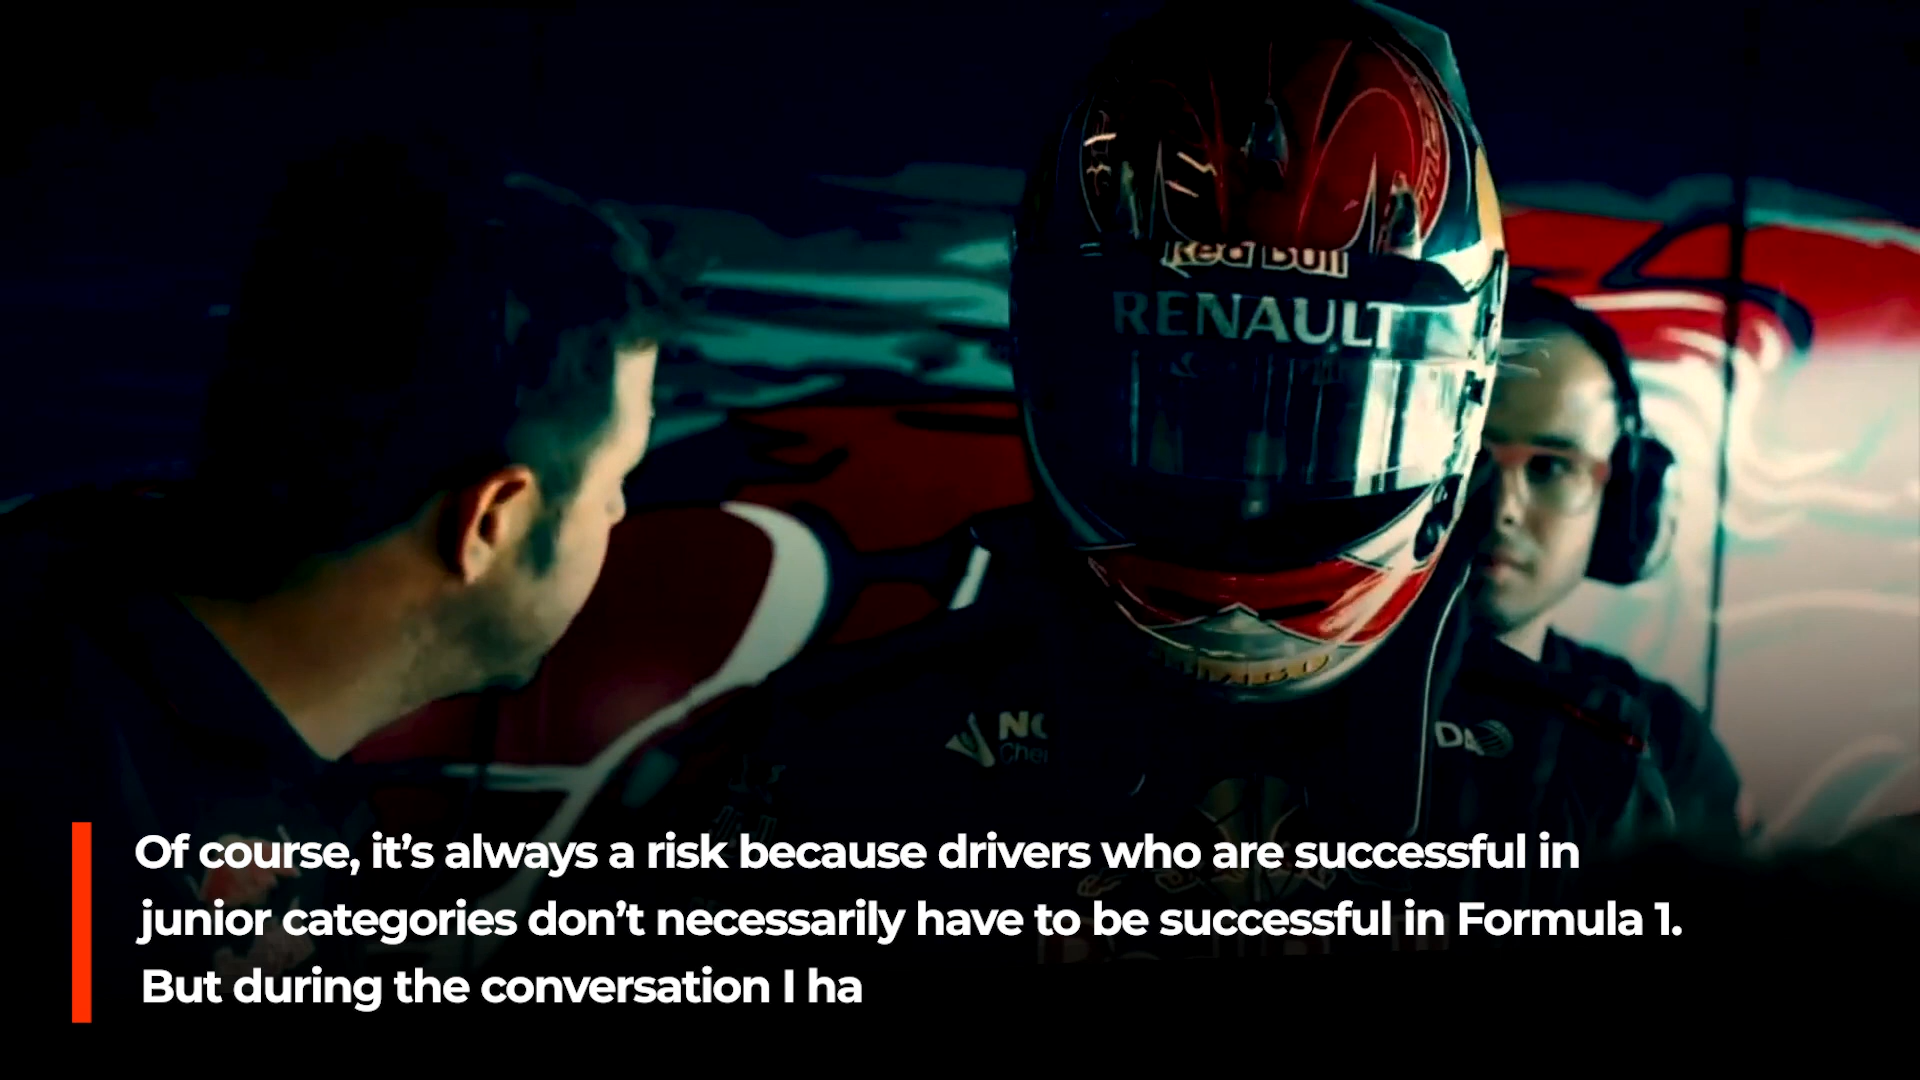 Red Bull
RENAULT
Of course, it’s always a risk because drivers who are successful in
junior categories don’t necessarily have to be successful in Formula 1.
But during the conversation I ha